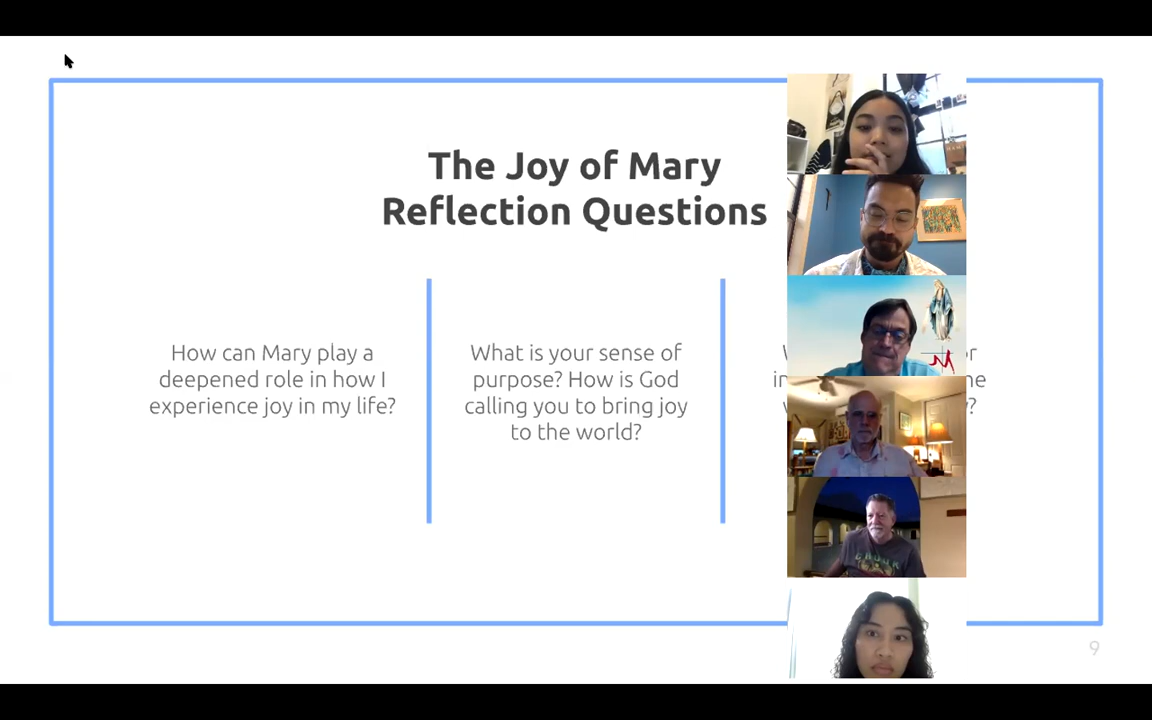 The Joy of Mary
Reflection Questions
How can Mary play a
deepened role in how I
experience joy in my life?
What is your sense of
purpose? How is God
calling you to bring joy
to the world?
9